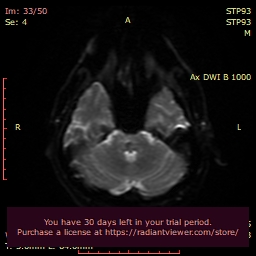 Im: 33/50
Se: 4
A
STP93
STP93
M
Ax DWI B 1000
R
L
You have 30 days left in your trial period.
Purchase a license at https://radiantviewer.com/store/